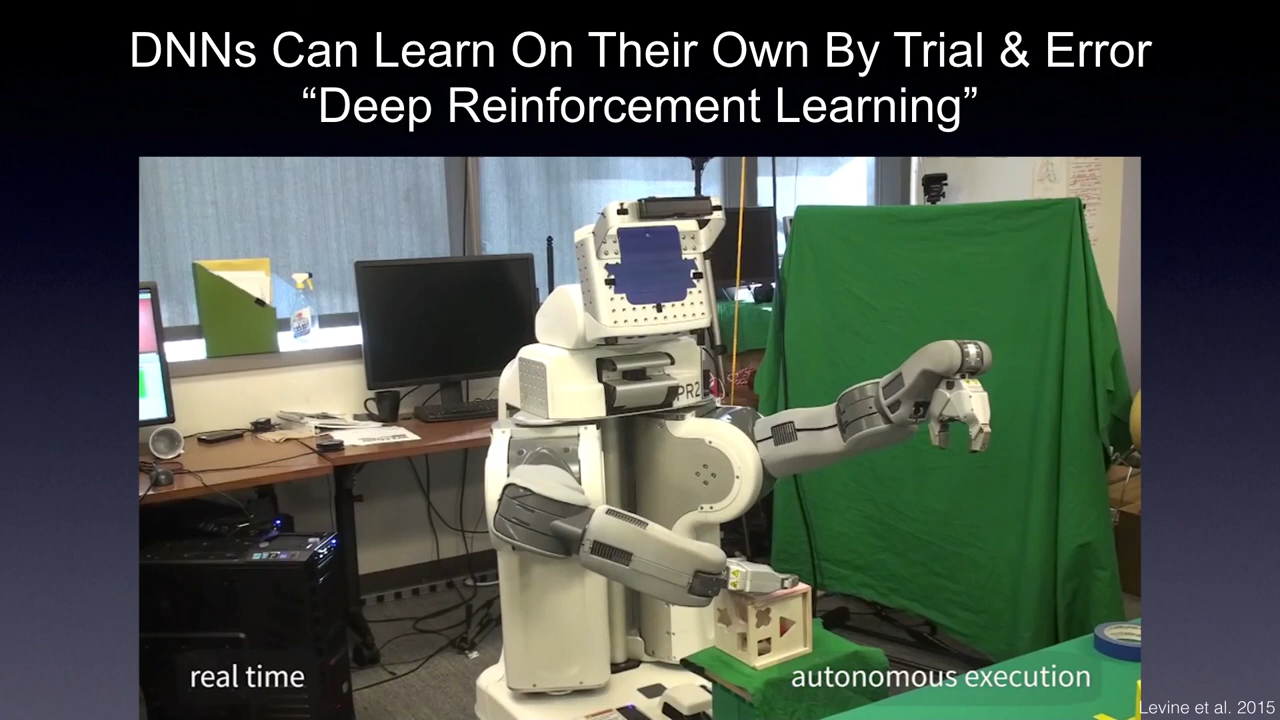 DNNs Can Learn On Their Own By Trial & Error
“Deep Reinforcement Learning”
PR2
real time
autonomous execution
Levine et al. 2015